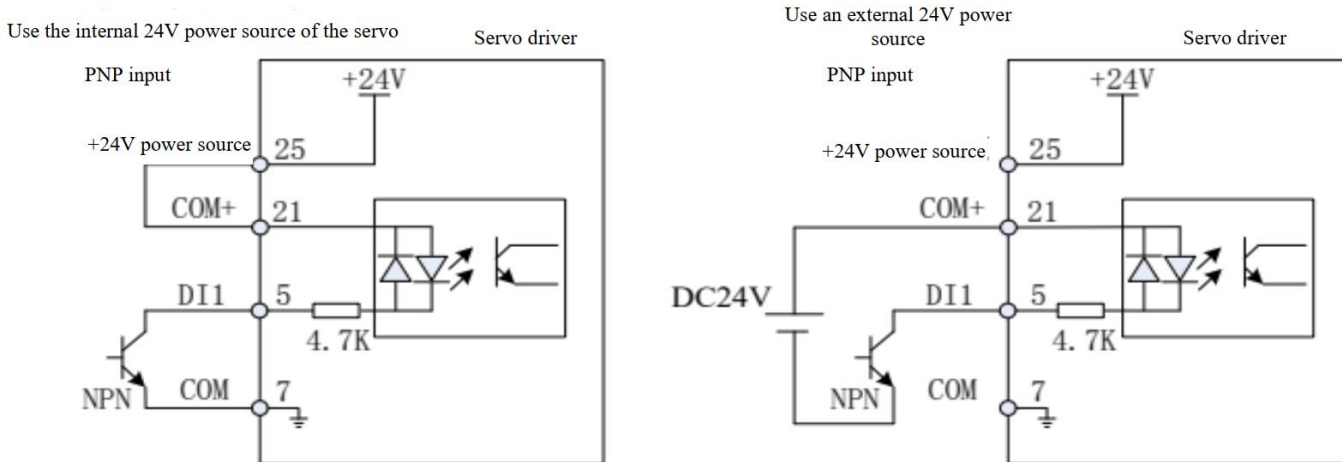 Use the internal 24V power source of the servo
Servo driver
PNP input
+24V
+24V power source
25
COM+
21
DI1
5
4.7K
NPN
COM
7
Use an external 24V power
source
Servo driver
PNP input
+24V
+24V power source
25
COM+
21
DC24V
DI1
5
4.7K
NPN
COM
7